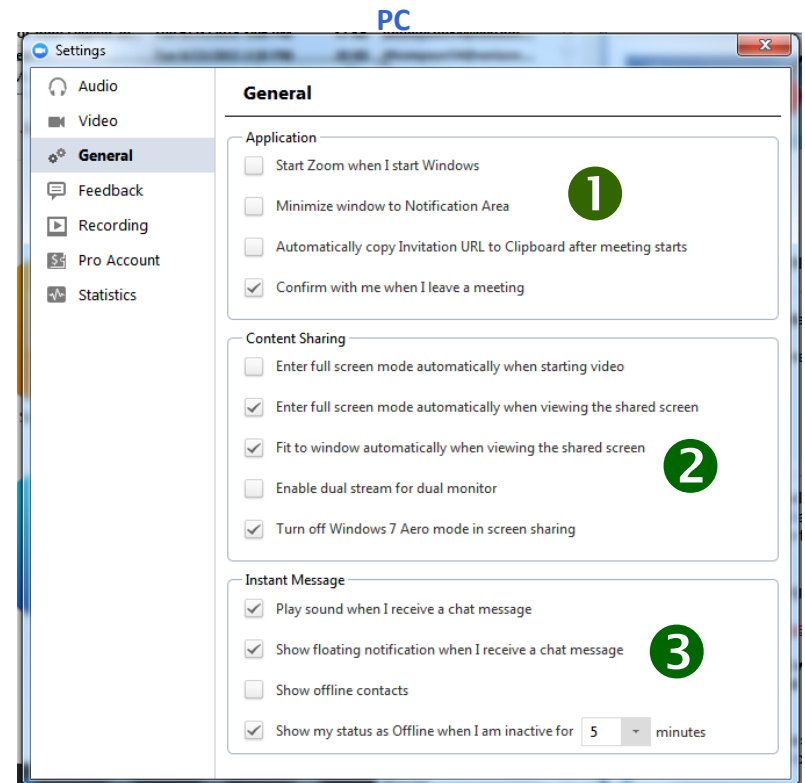 PC
Settings
Audio
Video
General
Feedback
Recording
Pro Account
Statistics
General
Application
Start Zoom when I start Windows
Minimize window to Notification Area
Automatically copy Invitation URL to Clipboard after meeting starts
Confirm with me when I leave a meeting
1
Content Sharing
Enter full screen mode automatically when starting video
Enter full screen mode automatically when viewing the shared screen
Fit to window automatically when viewing the shared screen
Enable dual stream for dual monitor
Turn off Windows 7 Aero mode in screen sharing
2
Instant Message
Play sound when I receive a chat message
Show floating notification when I receive a chat message
Show offline contacts
Show my status as Offline when I am inactive for 5 minutes
3